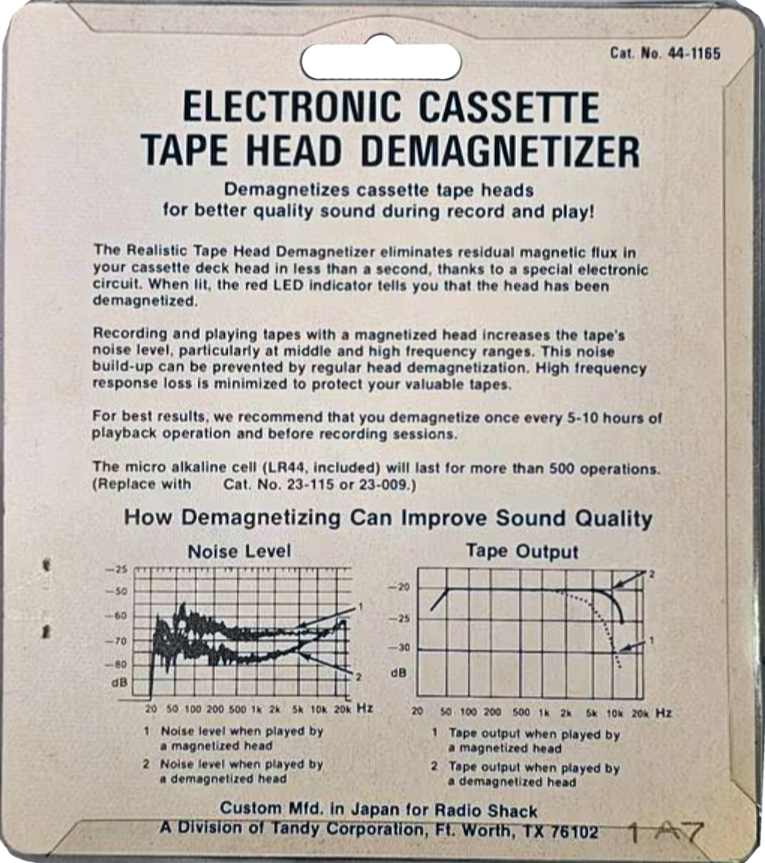 Cat. No. 44-1165
ELECTRONIC CASSETTE
TAPE HEAD DEMAGNETIZER
Demagnetizes cassette tape heads
for better quality sound during record and play!
The Realistic Tape Head Demagnetizer eliminates residual magnetic flux in
your cassette deck head in less than a second, thanks to a special electronic
circuit. When lit, the red LED indicator tells you that the head has been
demagnetized.
Recording and playing tapes with a magnetized head increases the tape's
noise level, particularly at middle and high frequency ranges. This noise
build-up can be prevented by regular head demagnetization. High frequency
response loss is minimized to protect your valuable tapes.
For best results, we recommend that you demagnetize once every 5-10 hours of
playback operation and before recording sessions.
The micro alkaline cell (LR44, included) will last for more than 500 operations.
(Replace with Cat. No. 23-115 or 23-009.)
How Demagnetizing Can Improve Sound Quality
Noise Level
-25
-50
-60
-70
-80
dB
1
2
20 50 100 200 500 1k 2k 5k 10k 20k Hz
1 Noise level when played by
a magnetized head
2 Noise level when played by
a demagnetized head
Tape Output
-20
-25
-30
dB
2
1
20 50 100 200 500 1k 2k 5k 10k 20k Hz
1 Tape output when played by
a magnetized head
2 Tape output when played by
a demagnetized head
Custom Mfd. in Japan for Radio Shack
A Division of Tandy Corporation, Ft. Worth, TX 76102
1A7